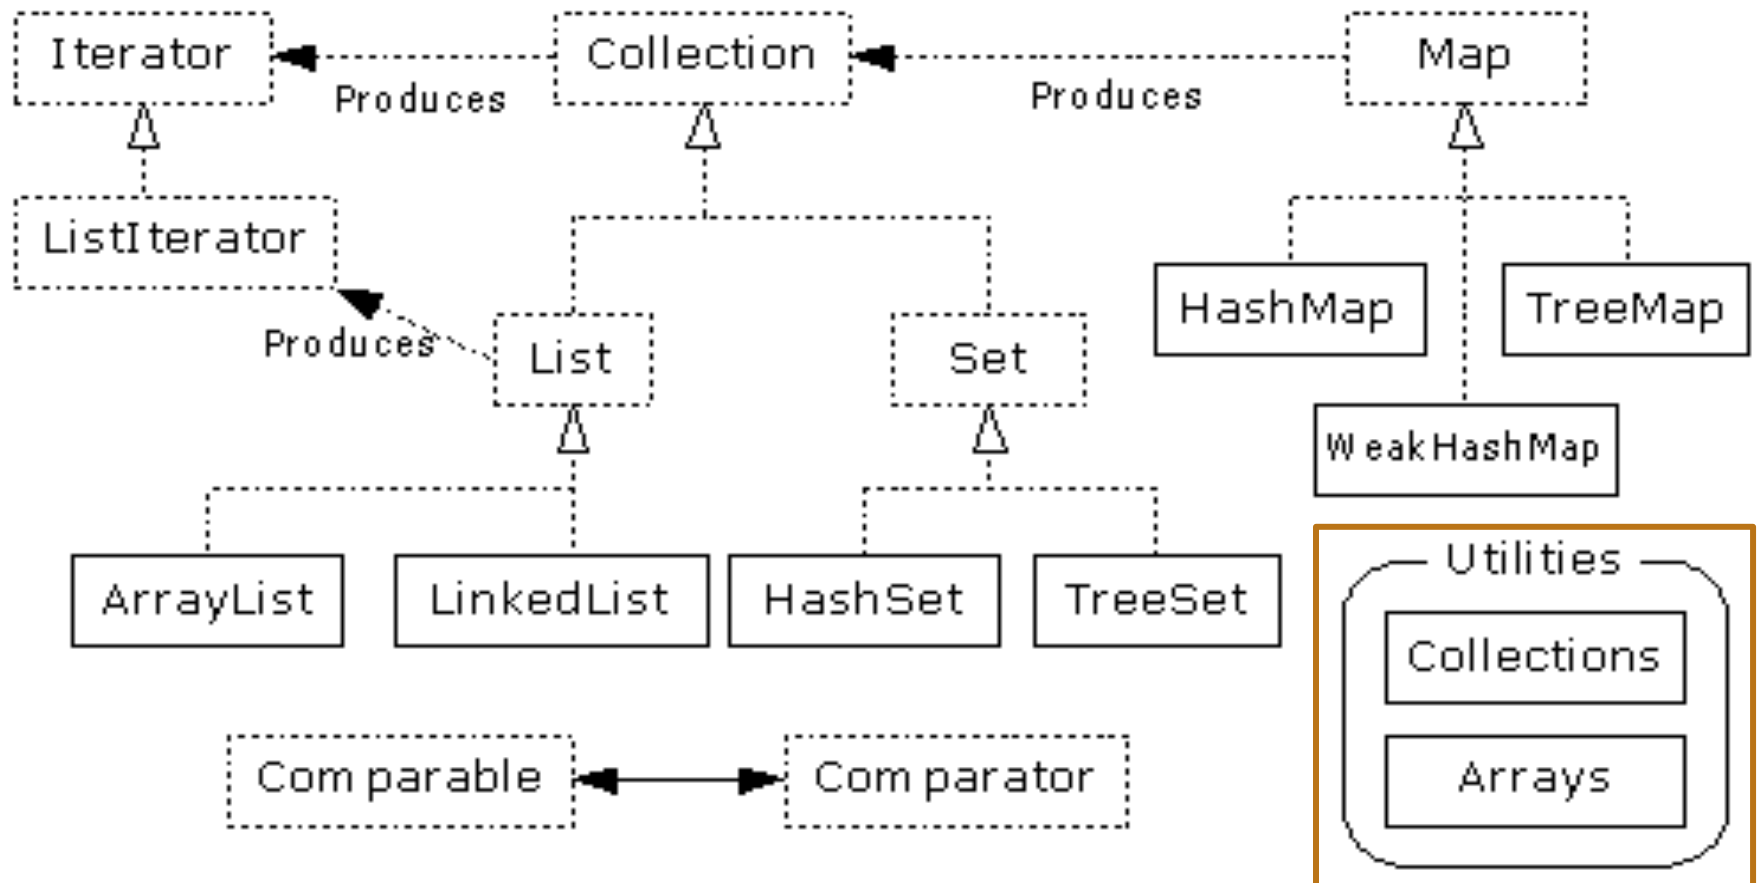 Iterator
Collection
Map
Produces
Produces
ListIterator
Produces
List
Set
HashMap
TreeMap
WeakHashMap
ArrayList
LinkedList
HashSet
TreeSet
Utilities
Collections
Arrays
Comparable
Comparator